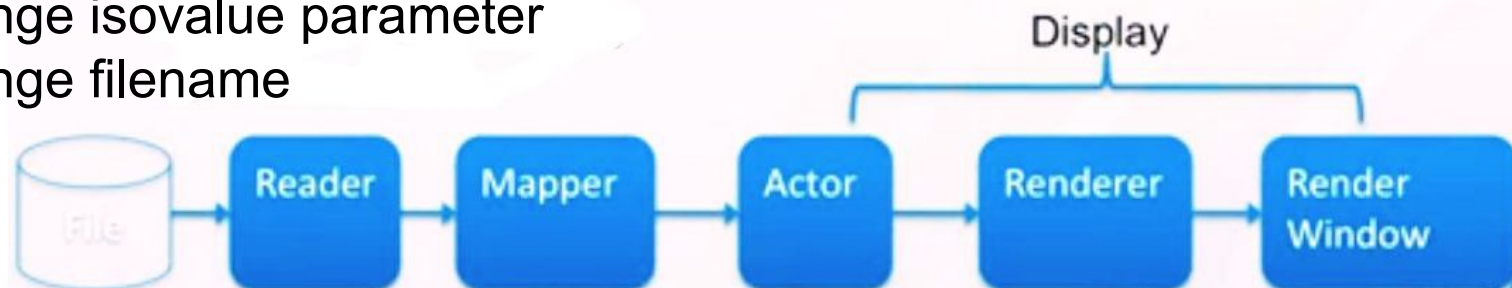 nge isovalue parameter
nge filename
Display
File
Reader
Mapper
Actor
Renderer
Render
Window